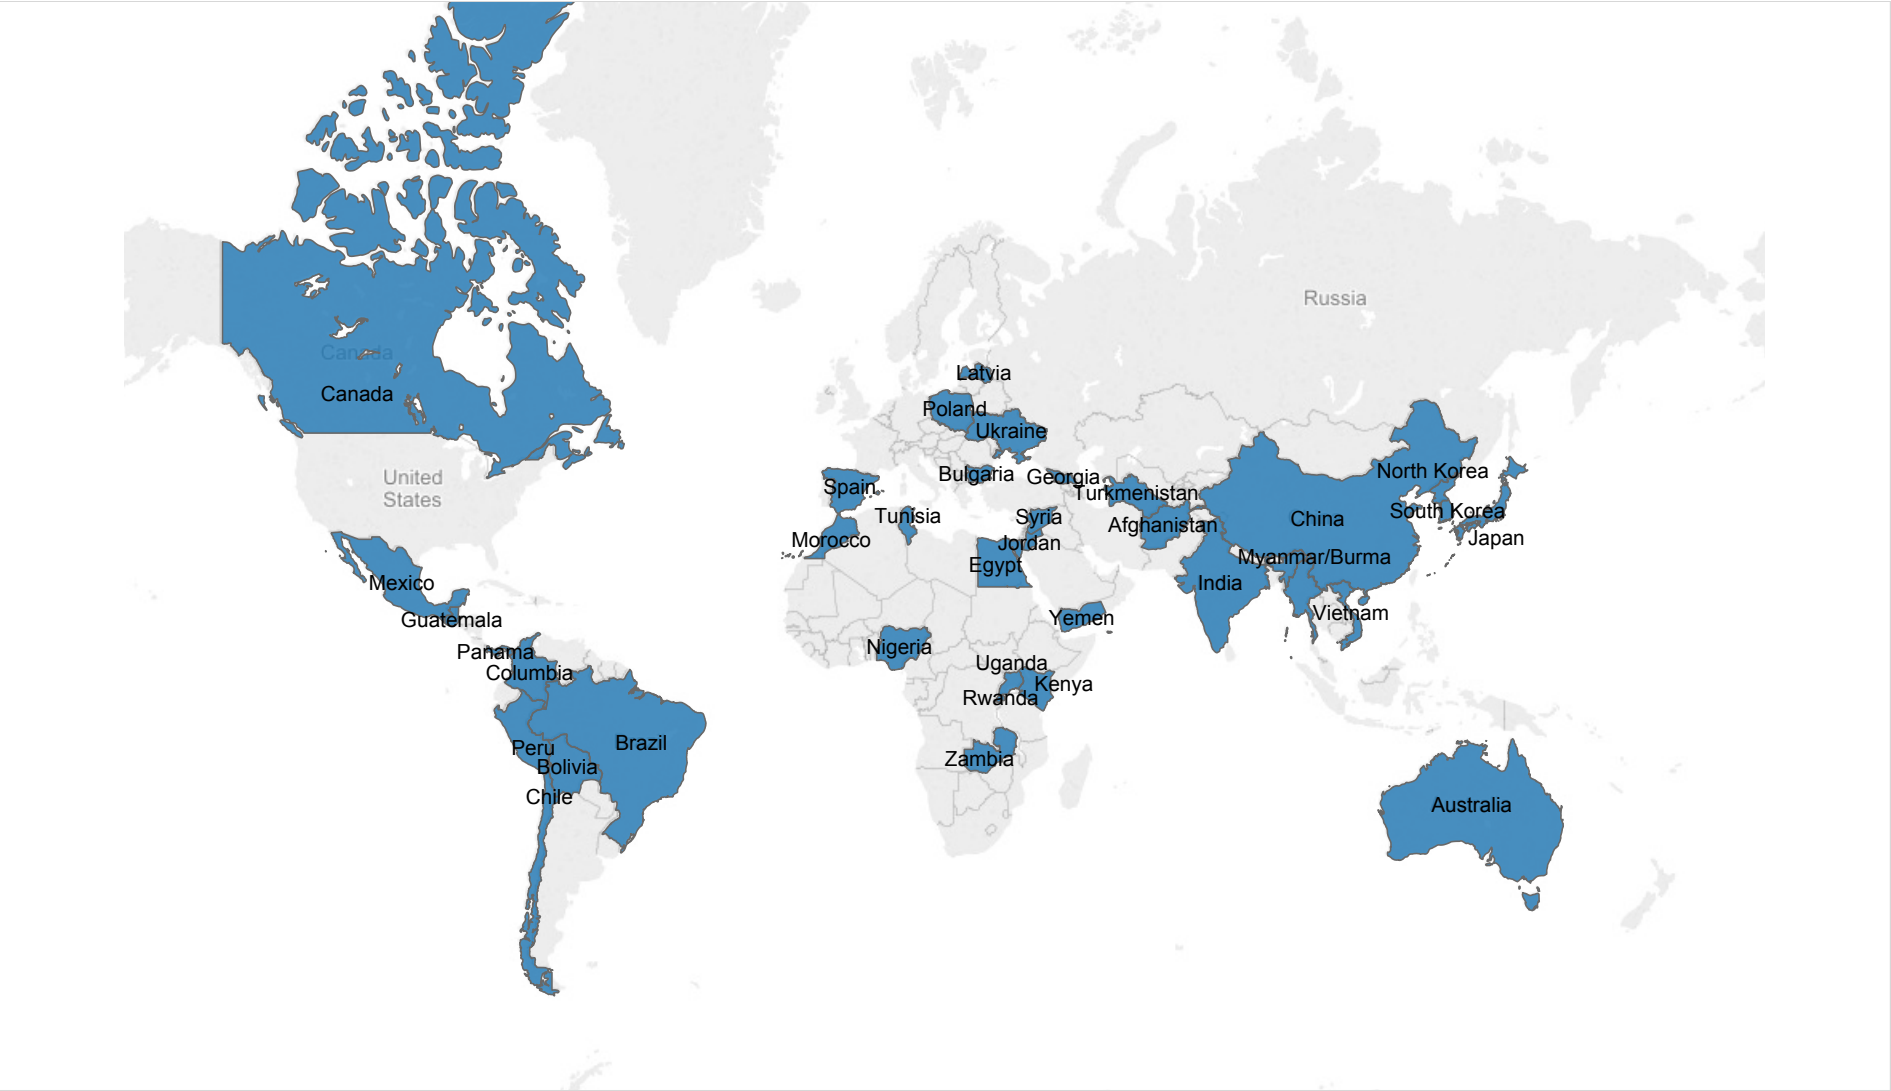 Russia
Canada
Latvia
Canada
Poland
Ukraine
United
States
North Korea
Bulgaria
Georgia
Spain
Turkmenistan
South Korea
Tunisia
Syria
China
Afghanistan
Morocco
Jordan
Japan
Egypt
Myanmar/Burma
Mexico
India
Guatemala
Yemen
Vietnam
Nigeria
Panama
Uganda
Columbia
Kenya
Rwanda
Brazil
Peru
Zambia
Bolivia
Chile
Australia